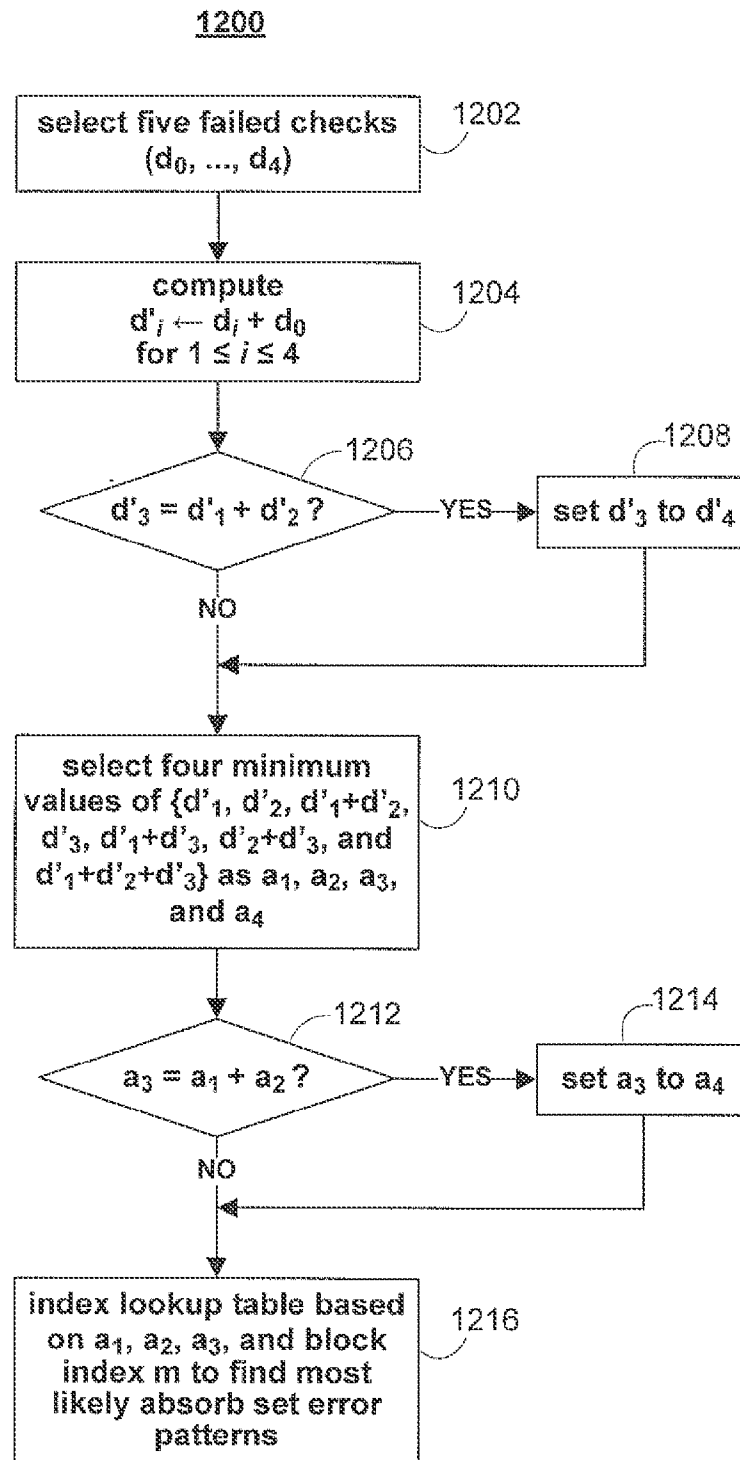 1200
select five failed checks
(d₀, ..., d₄)
1202
compute
d'ᵢ ← dᵢ + d₀
for 1 ≤ i ≤ 4
1204
1206
d'₃ = d'₁ + d'₂ ?
YES
1208
set d'₃ to d'₄
NO
select four minimum
values of {d'₁, d'₂, d'₁+d'₂,
d'₃, d'₁+d'₃, d'₂+d'₃, and
d'₁+d'₂+d'₃} as a₁, a₂, a₃,
and a₄
1210
1212
a₃ = a₁ + a₂ ?
YES
1214
set a₃ to a₄
NO
index lookup table based
on a₁, a₂, a₃, and block
index m to find most
likely absorb set error
patterns
1216